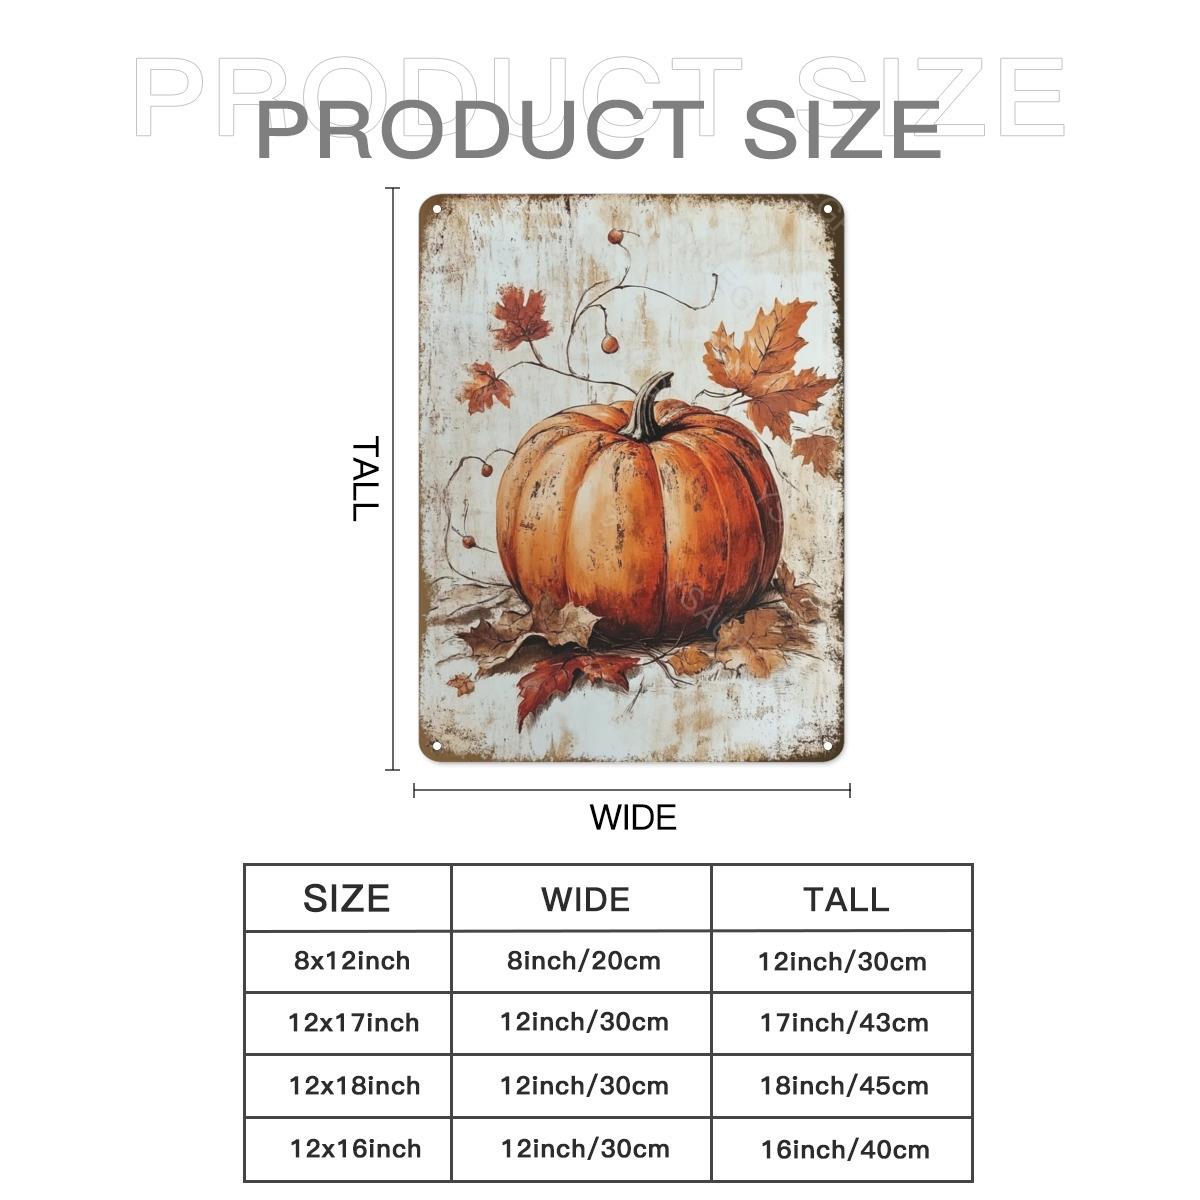 PRODUCT SIZE
PRODUCT SIZE
TALL
WIDE
SIZE WIDE TALL
8x12inch 8inch/20cm 12inch/30cm
12x17inch 12inch/30cm 17inch/43cm
12x18inch 12inch/30cm 18inch/45cm
12x16inch 12inch/30cm 16inch/40cm